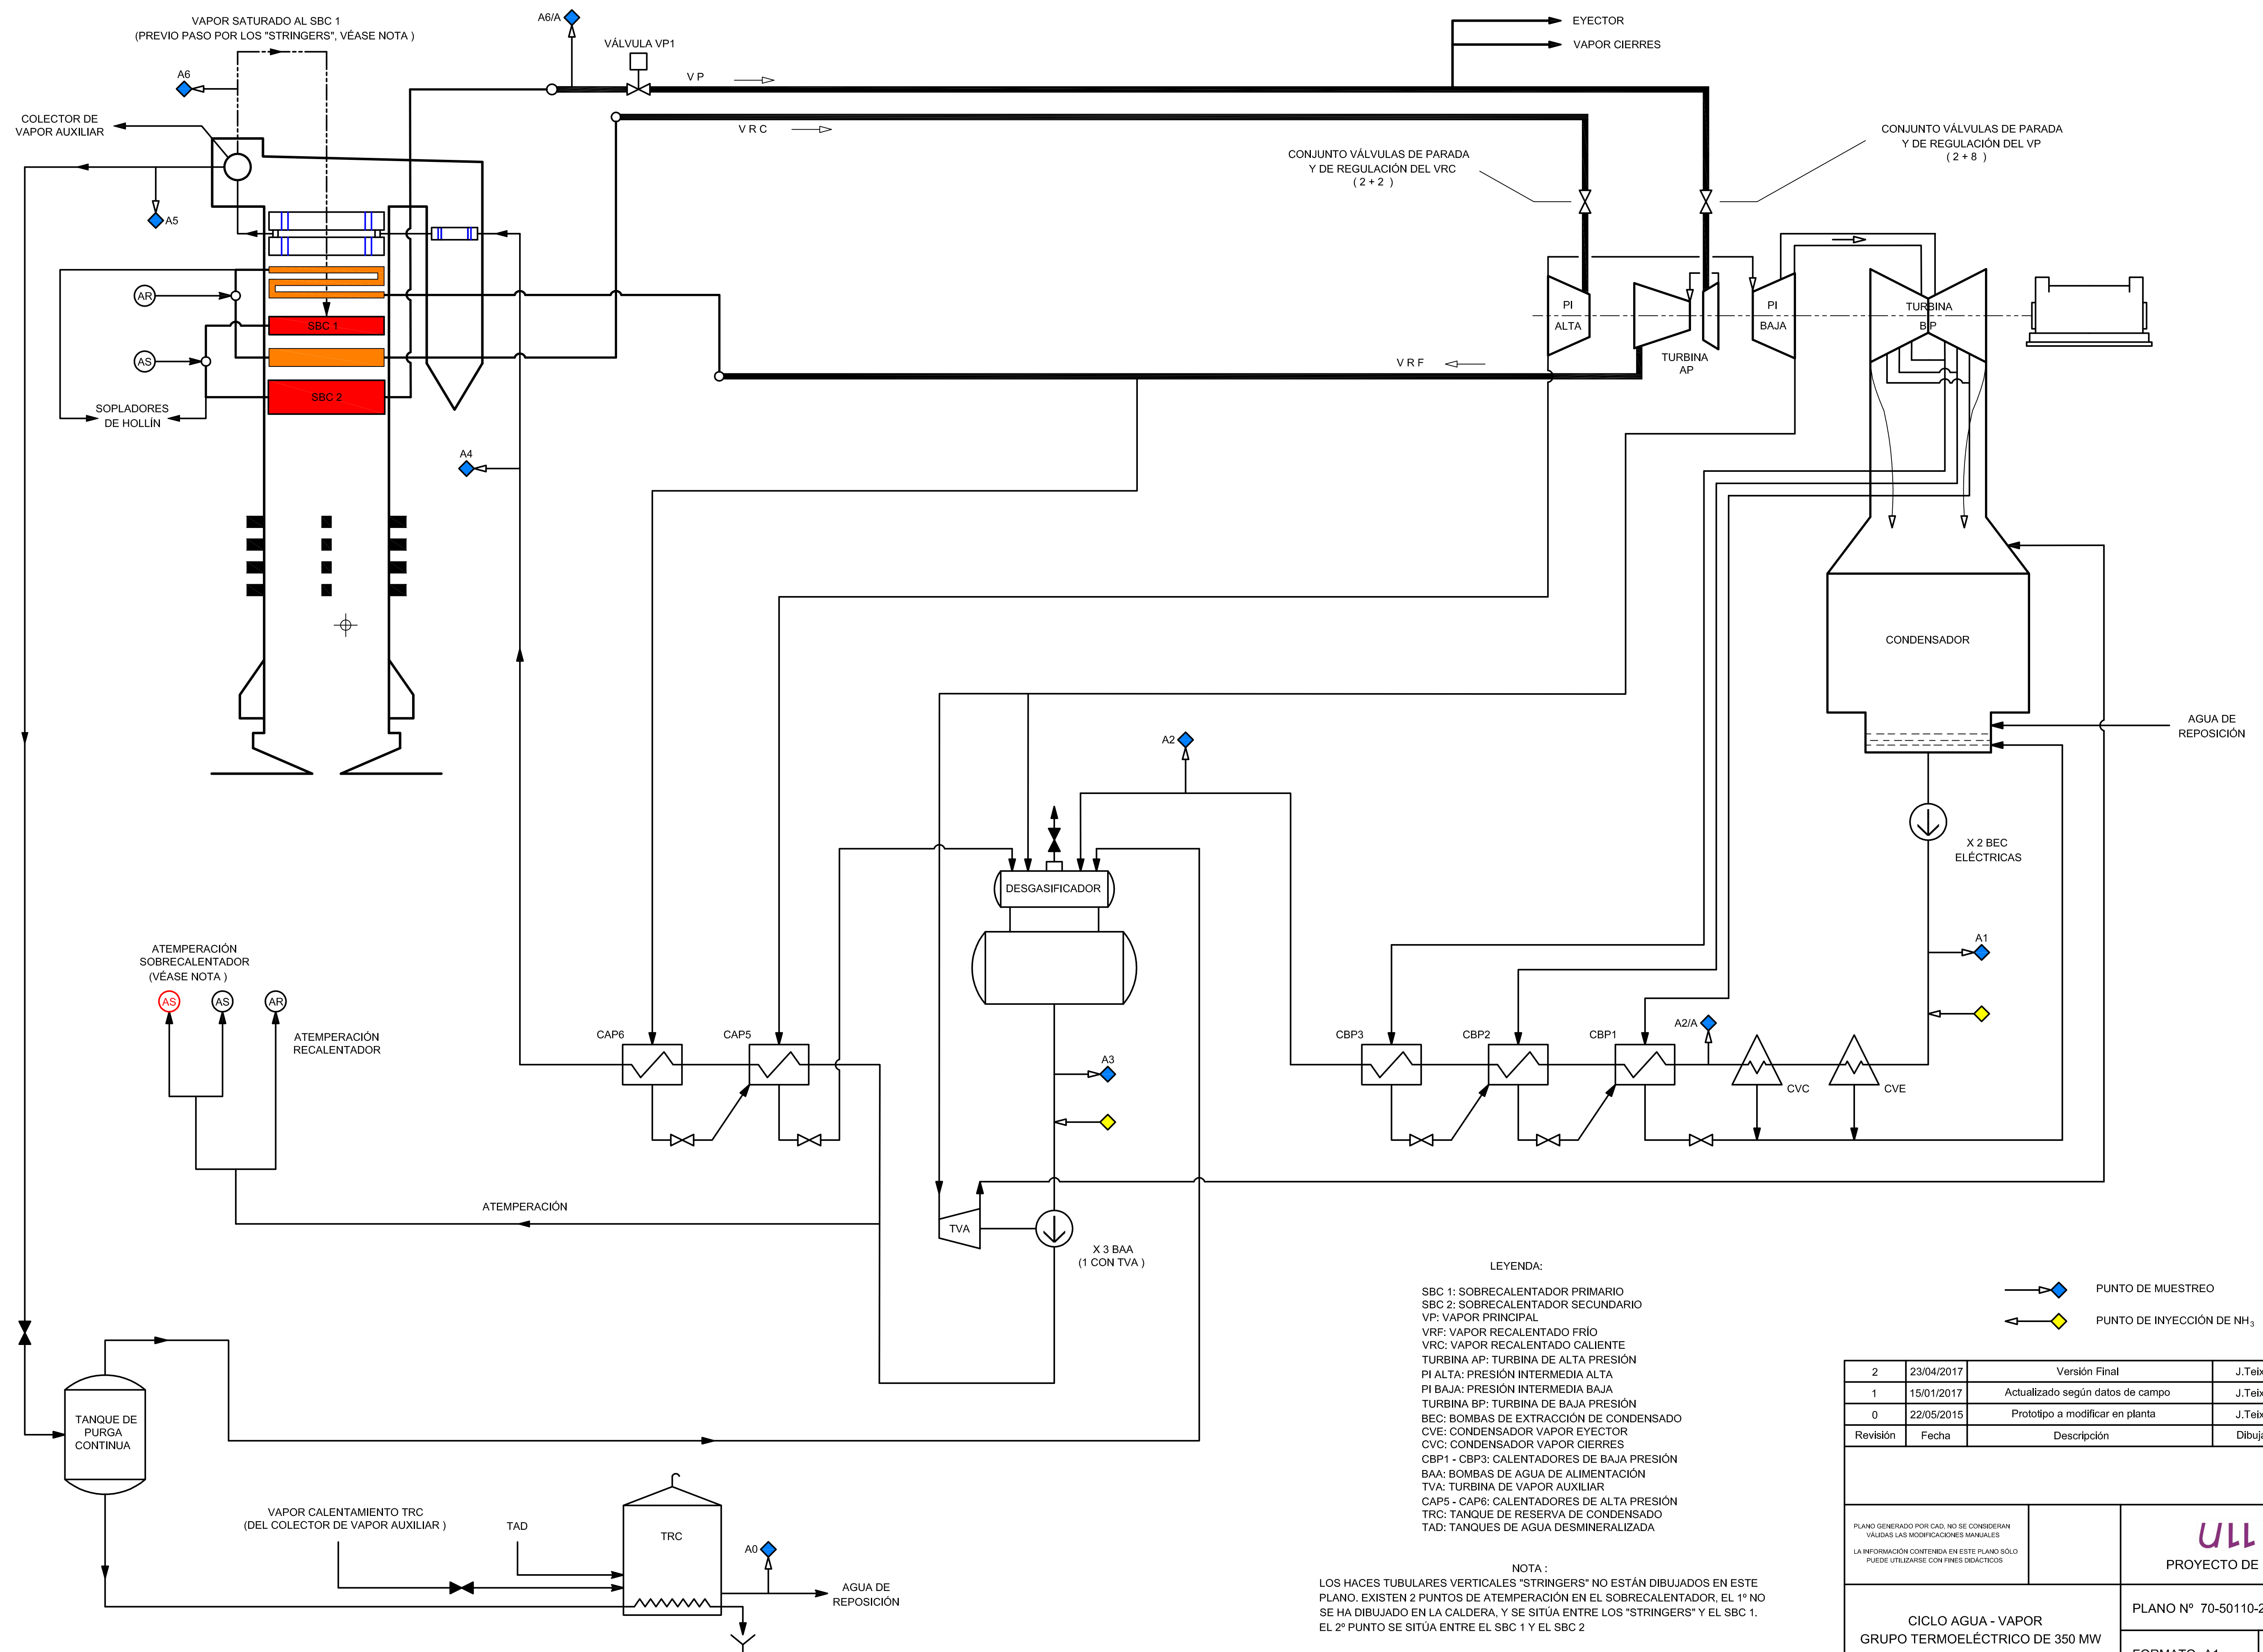 VAPOR SATURADO AL SBC 1
(PREVIO PASO POR LOS "STRINGERS", VÉASE NOTA )
A6/A
VÁLVULA VP1
EYECTOR
VAPOR CIERRES
A6
V P
COLECTOR DE
VAPOR AUXILIAR
V R C
CONJUNTO VÁLVULAS DE PARADA
Y DE REGULACIÓN DEL VRC
( 2 + 2 )
CONJUNTO VÁLVULAS DE PARADA
Y DE REGULACIÓN DEL VP
( 2 + 8 )
A5
AR
SBC 1
AS
SBC 2
SOPLADORES
DE HOLLÍN
PI
ALTA
TURBINA
AP
PI
BAJA
TURBINA
BP
V R F
A4
CONDENSADOR
AGUA DE
REPOSICIÓN
A2
X 2 BEC
ELÉCTRICAS
DESGASIFICADOR
A1
ATEMPERACIÓN
SOBRECALENTADOR
(VÉASE NOTA )
AS
AS
AR
ATEMPERACIÓN
RECALENTADOR
CAP6
CAP5
A3
CBP3
CBP2
CBP1
A2/A
CVC
CVE
ATEMPERACIÓN
TVA
X 3 BAA
(1 CON TVA )
LEYENDA:
SBC 1: SOBRECALENTADOR PRIMARIO
SBC 2: SOBRECALENTADOR SECUNDARIO
VP: VAPOR PRINCIPAL
VRF: VAPOR RECALENTADO FRÍO
VRC: VAPOR RECALENTADO CALIENTE
TURBINA AP: TURBINA DE ALTA PRESIÓN
PI ALTA: PRESIÓN INTERMEDIA ALTA
PI BAJA: PRESIÓN INTERMEDIA BAJA
TURBINA BP: TURBINA DE BAJA PRESIÓN
BEC: BOMBAS DE EXTRACCIÓN DE CONDENSADO
CVE: CONDENSADOR VAPOR EYECTOR
CVC: CONDENSADOR VAPOR CIERRES
CBP1 - CBP3: CALENTADORES DE BAJA PRESIÓN
BAA: BOMBAS DE AGUA DE ALIMENTACIÓN
TVA: TURBINA DE VAPOR AUXILIAR
CAP5 - CAP6: CALENTADORES DE ALTA PRESIÓN
TRC: TANQUE DE RESERVA DE CONDENSADO
TAD: TANQUES DE AGUA DESMINERALIZADA
NOTA :
LOS HACES TUBULARES VERTICALES "STRINGERS" NO ESTÁN DIBUJADOS EN ESTE
PLANO. EXISTEN 2 PUNTOS DE ATEMPERACIÓN EN EL SOBRECALENTADOR, EL 1º NO
SE HA DIBUJADO EN LA CALDERA, Y SE SITÚA ENTRE LOS "STRINGERS" Y EL SBC 1.
EL 2º PUNTO SE SITÚA ENTRE EL SBC 1 Y EL SBC 2
PUNTO DE MUESTREO
PUNTO DE INYECCIÓN DE NH3
TANQUE DE
PURGA
CONTINUA
VAPOR CALENTAMIENTO TRC
(DEL COLECTOR DE VAPOR AUXILIAR )
TAD
TRC
A0
AGUA DE
REPOSICIÓN
2 23/04/2017 Versión Final J.Teix
1 15/01/2017 Actualizado según datos de campo J.Teix
0 22/05/2015 Prototipo a modificar en planta J.Teix
Revisión Fecha Descripción Dibuja
PLANO GENERADO POR CAD, NO SE CONSIDERAN
VÁLIDAS LAS MODIFICACIONES MANUALES
LA INFORMACIÓN CONTENIDA EN ESTE PLANO SÓLO
PUEDE UTILIZARSE CON FINES DIDÁCTICOS
ULL
PROYECTO DE
CICLO AGUA - VAPOR
GRUPO TERMOELÉCTRICO DE 350 MW
PLANO Nº 70-50110-2
FORMATO A1